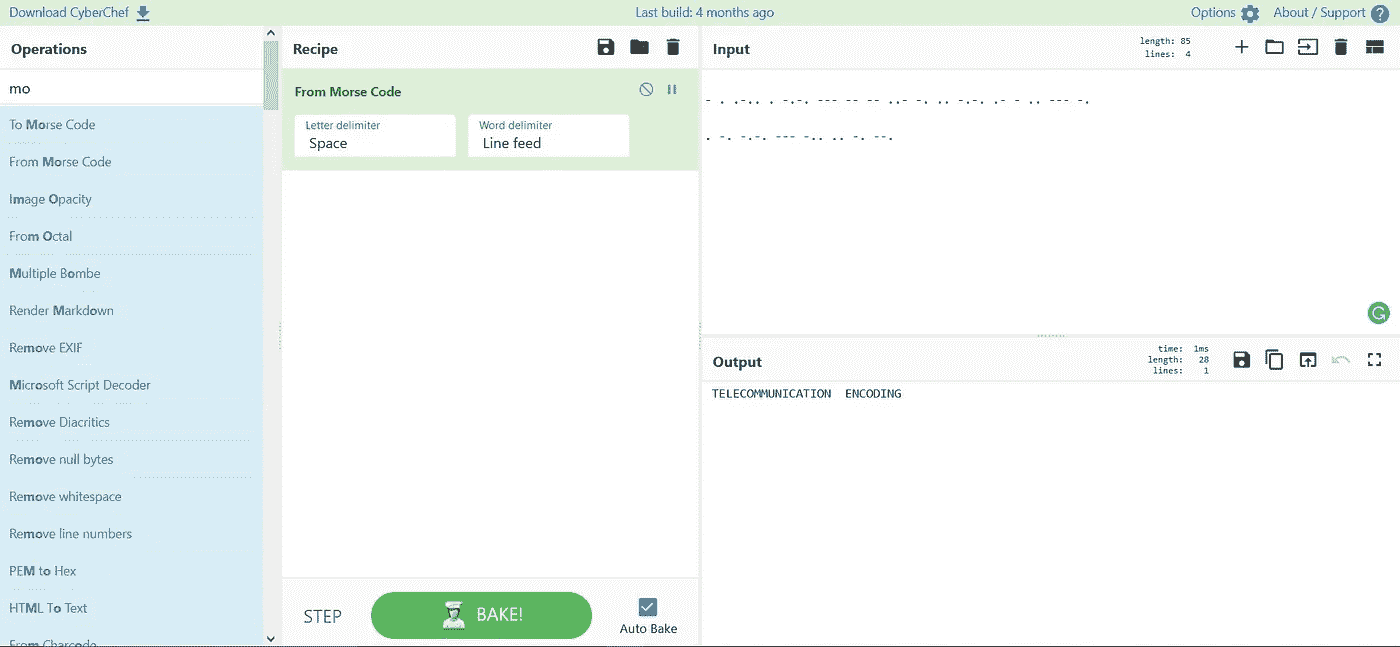 Download CyberChef
Last build: 4 months ago
Options
About / Support
Operations
mo
To Morse Code
From Morse Code
Image Opacity
From Octal
Multiple Bombe
Render Markdown
Remove EXIF
Microsoft Script Decoder
Remove Diacritics
Remove null bytes
Remove whitespace
Remove line numbers
PEM to Hex
HTML To Text
From Charcode
Recipe
From Morse Code
Letter delimiter
Space
Word delimiter
Line feed
STEP
BAKE!
Auto Bake
Input
length: 85
lines: 4
- . .-.. . -.-. --- -- -- ..- -. .. -.-. .- - .. --- -.
. -. -.-. --- -.. .. -. --.
Output
time: 1ms
length: 28
lines: 1
TELECOMMUNICATION  ENCODING